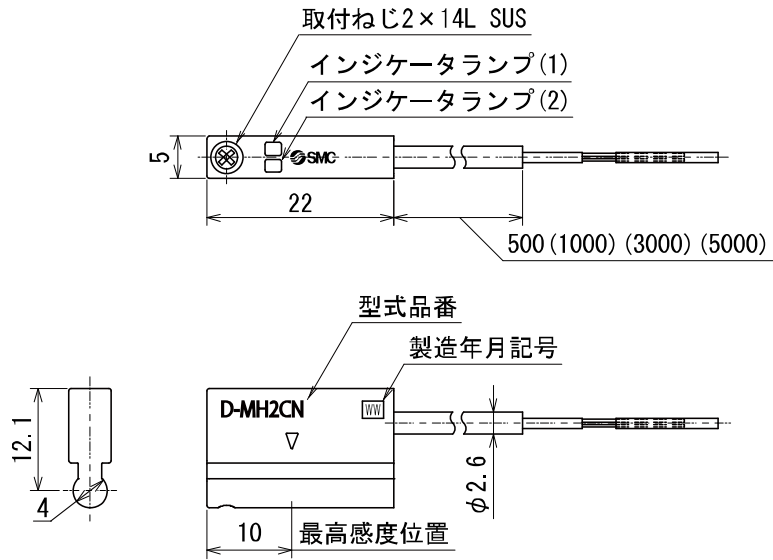 取付ねじ2×14L SUS
インジケータランプ(1)
インジケータランプ(2)
SMC
5
22
500(1000)(3000)(5000)
型式品番
製造年月記号
D-MH2CN
WW
12.1
4
φ2.6
10
最高感度位置